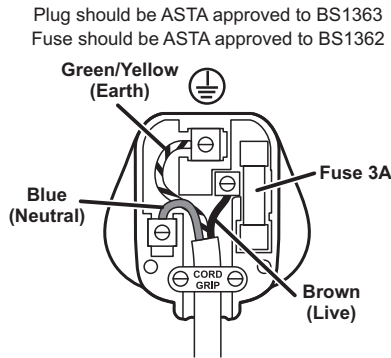 Plug should be ASTA approved to BS1363
Fuse should be ASTA approved to BS1362
Green/Yellow
(Earth)
Fuse 3A
Blue
(Neutral)
CORD
GRIP
Brown
(Live)